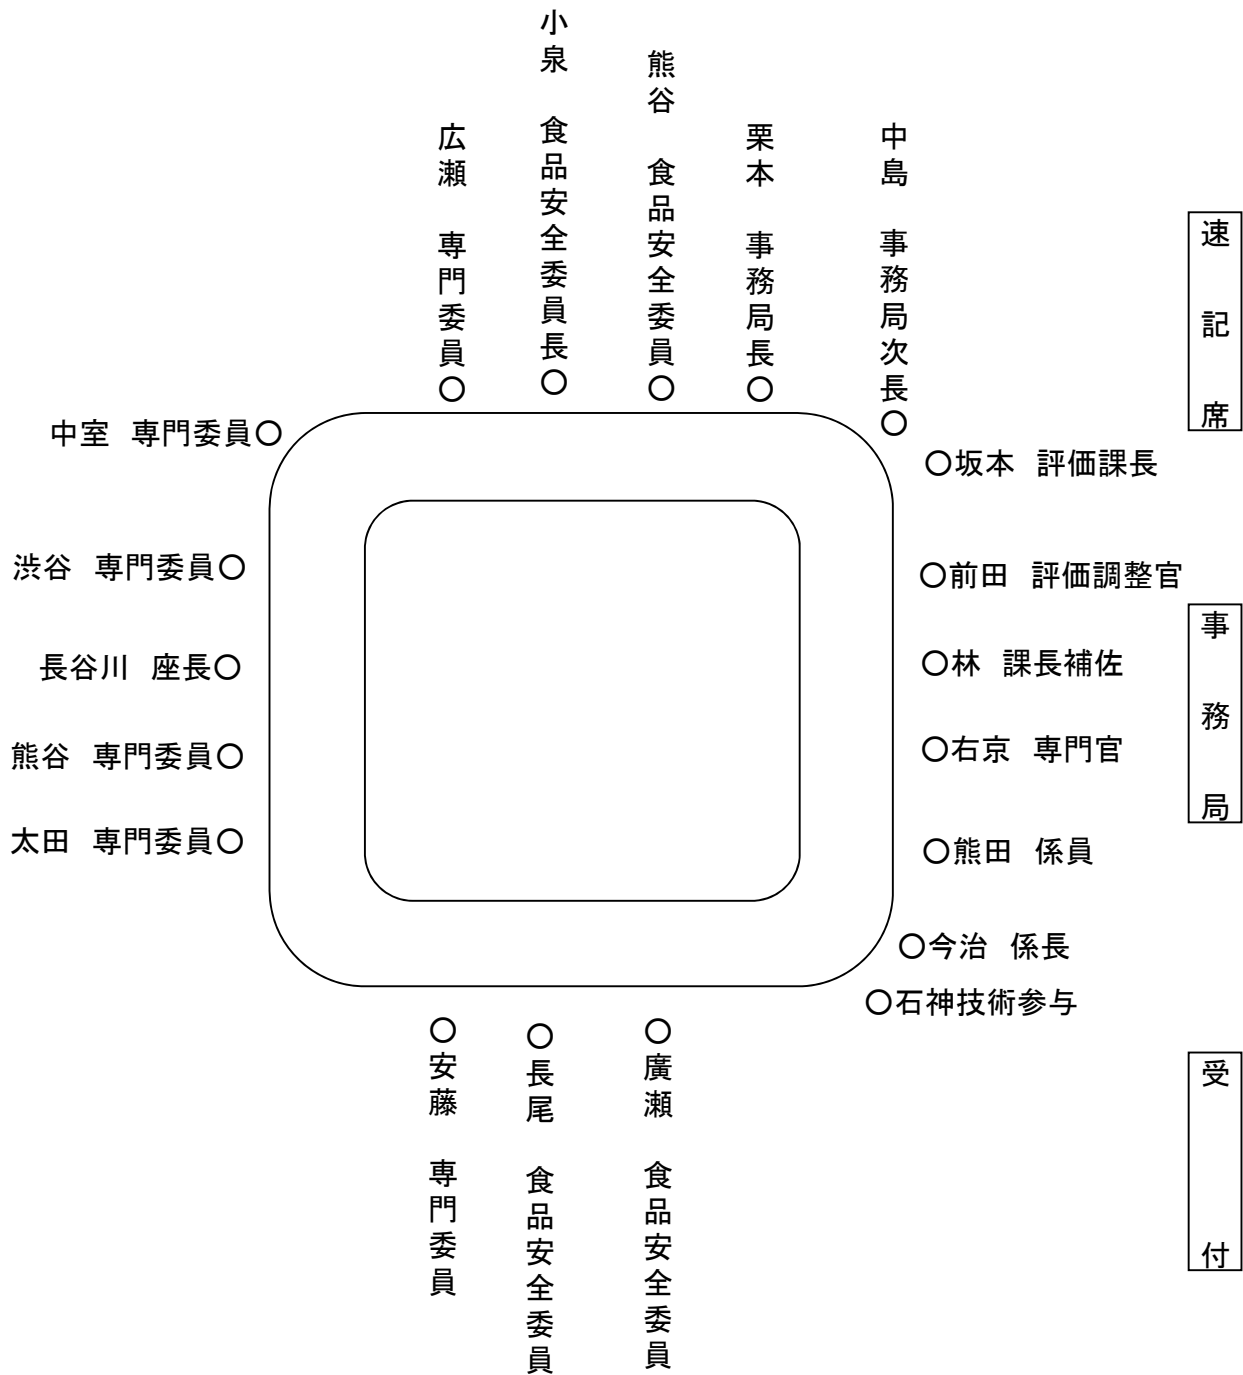 小泉　食品安全委員長○
熊谷　食品安全委員○
広瀬　専門委員○
栗本　事務局長○
中島　事務局次長○
速記席
中室　専門委員○
○坂本　評価課長
渋谷　専門委員○
○前田　評価調整官
事務局
長谷川　座長○
○林　課長補佐
熊谷　専門委員○
○右京　専門官
太田　専門委員○
○熊田　係員
○今治　係長
○石神技術参与
○安藤　専門委員
○長尾　食品安全委員
○廣瀬　食品安全委員
受付